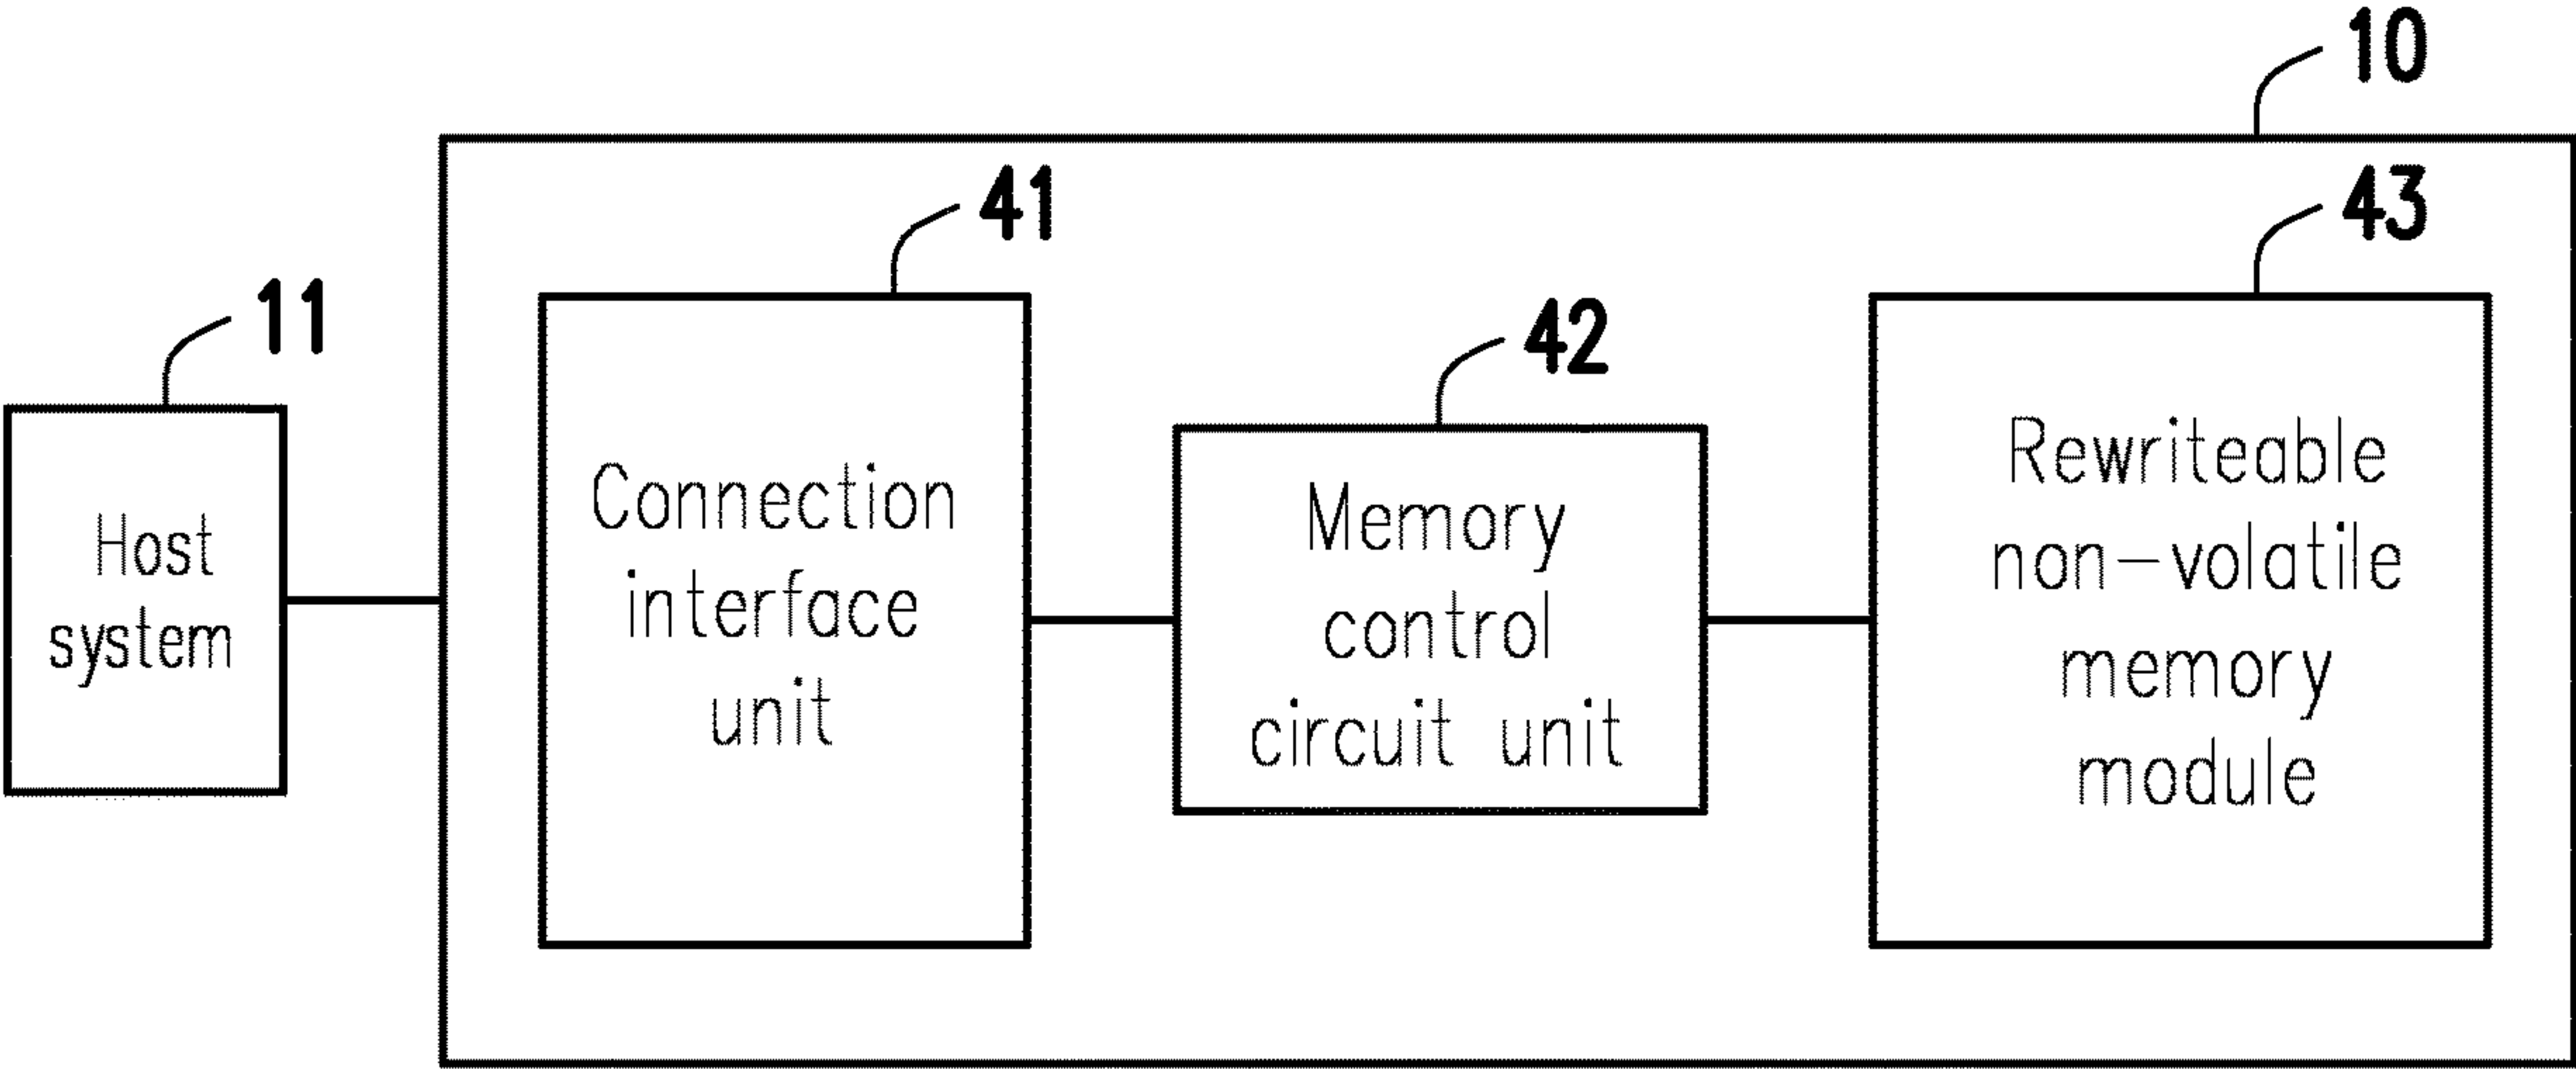 10
41
43
11
42
Host
system
Connection
interface
unit
Memory
control
circuit unit
Rewriteable
non-volatile
memory
module